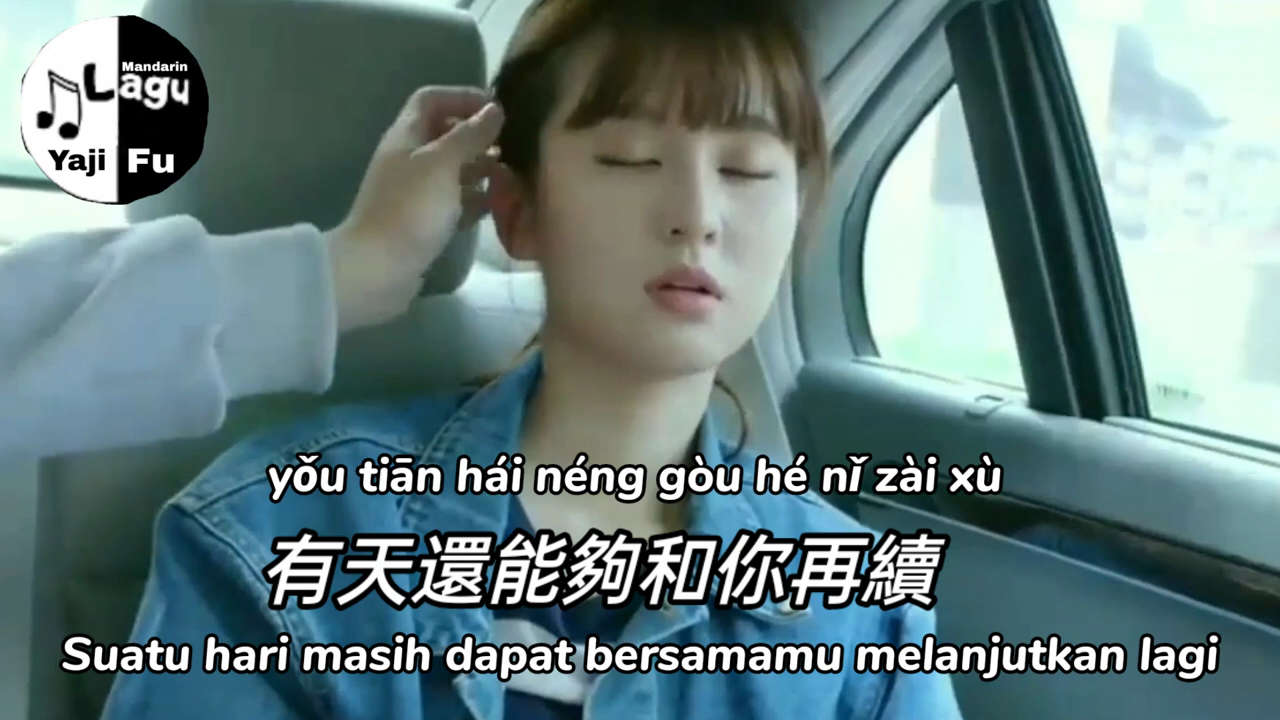 Mandarin
Lagu
Yaji Fu
yǒu tiān hái néng gòu hé nǐ zài xù
有天還能夠和你再續
Suatu hari masih dapat bersamamu melanjutkan lagi